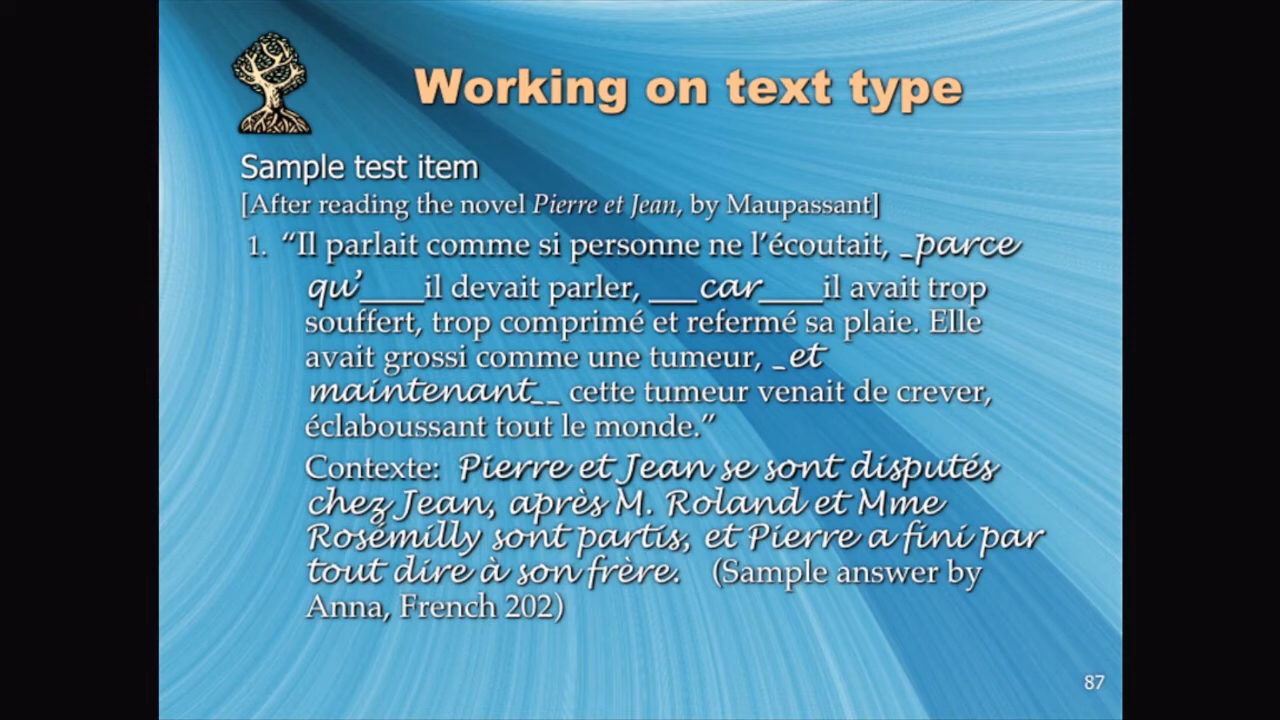 Working on text type
Sample test item
[After reading the novel Pierre et Jean, by Maupassant]
1. “Il parlait comme si personne ne l’écoutait, _parce
qu’____il devait parler, ___car____il avait trop
souffert, trop comprimé et refermé sa plaie. Elle
avait grossi comme une tumeur, _et
maintenant__ cette tumeur venait de crever,
éclaboussant tout le monde.”
Contexte: Pierre et Jean se sont disputés
chez Jean, après M. Roland et Mme
Rosémilly sont partis, et Pierre a fini par
tout dire à son frère. (Sample answer by
Anna, French 202)
87